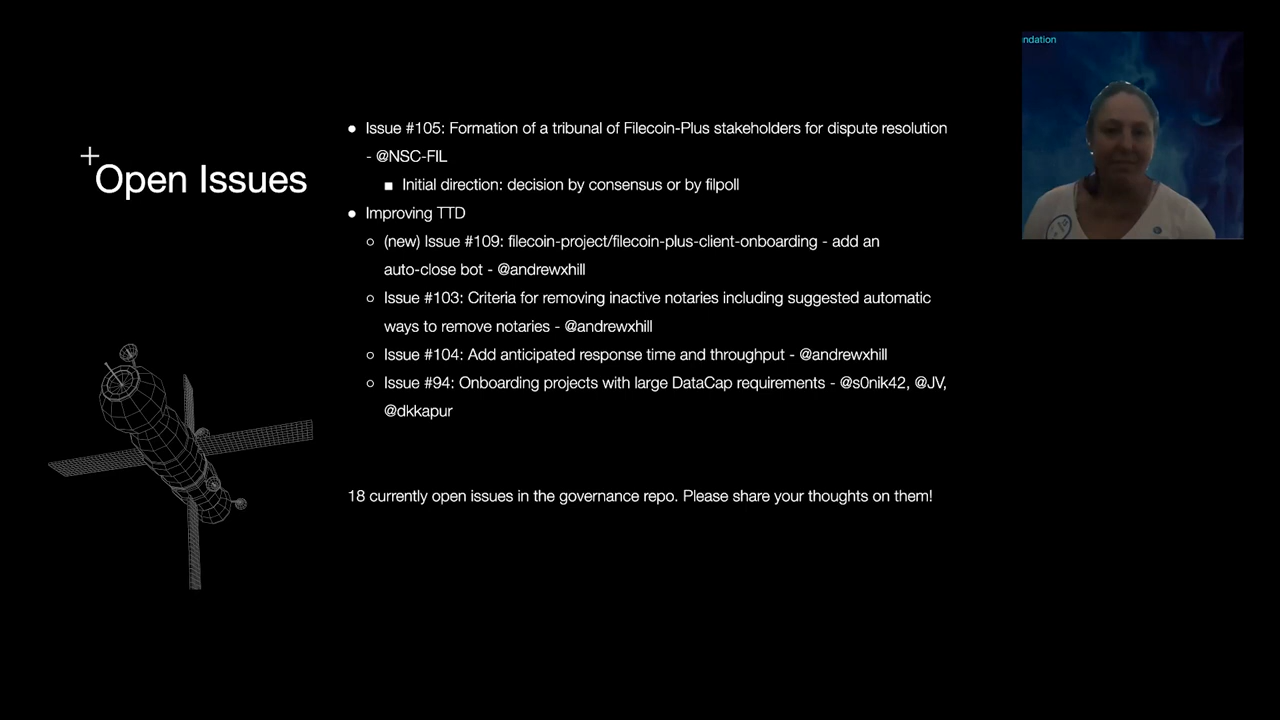 Open Issues
● Issue #105: Formation of a tribunal of Filecoin-Plus stakeholders for dispute resolution
- @NSC-FIL
■ Initial direction: decision by consensus or by filpoll
● Improving TTD
○ (new) Issue #109: filecoin-project/filecoin-plus-client-onboarding - add an
auto-close bot - @andrewxhill
○ Issue #103: Criteria for removing inactive notaries including suggested automatic
ways to remove notaries - @andrewxhill
○ Issue #104: Add anticipated response time and throughput - @andrewxhill
○ Issue #94: Onboarding projects with large DataCap requirements - @s0nik42, @JV,
@dkkapur
18 currently open issues in the governance repo. Please share your thoughts on them!
ndation